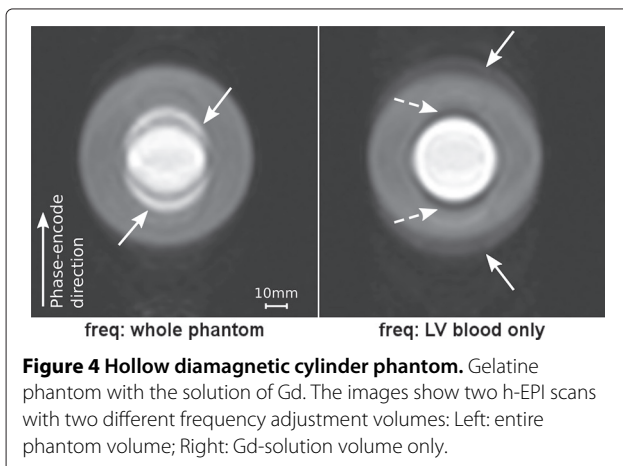 Phase-encode
direction
10mm
freq: whole phantom
freq: LV blood only
Figure 4 Hollow diamagnetic cylinder phantom. Gelatine
phantom with the solution of Gd. The images show two h-EPI scans
with two different frequency adjustment volumes: Left: entire
phantom volume; Right: Gd-solution volume only.